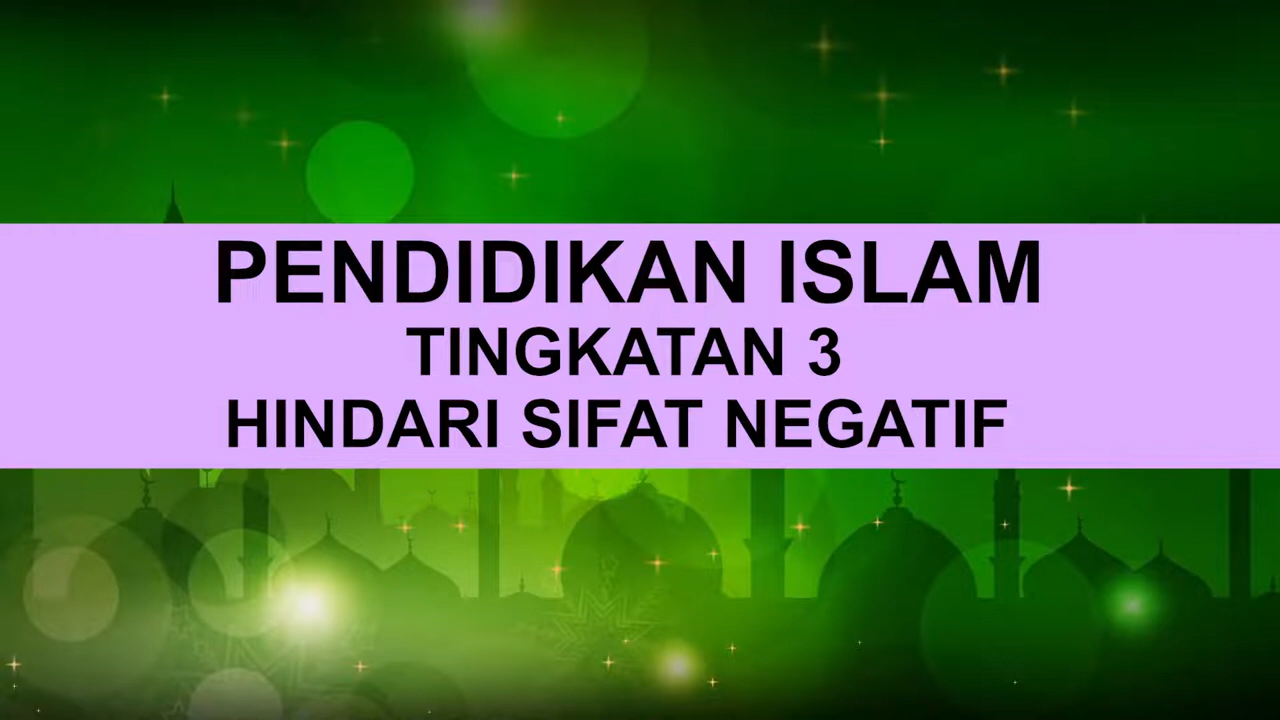 PENDIDIKAN ISLAM
TINGKATAN 3
HINDARI SIFAT NEGATIF